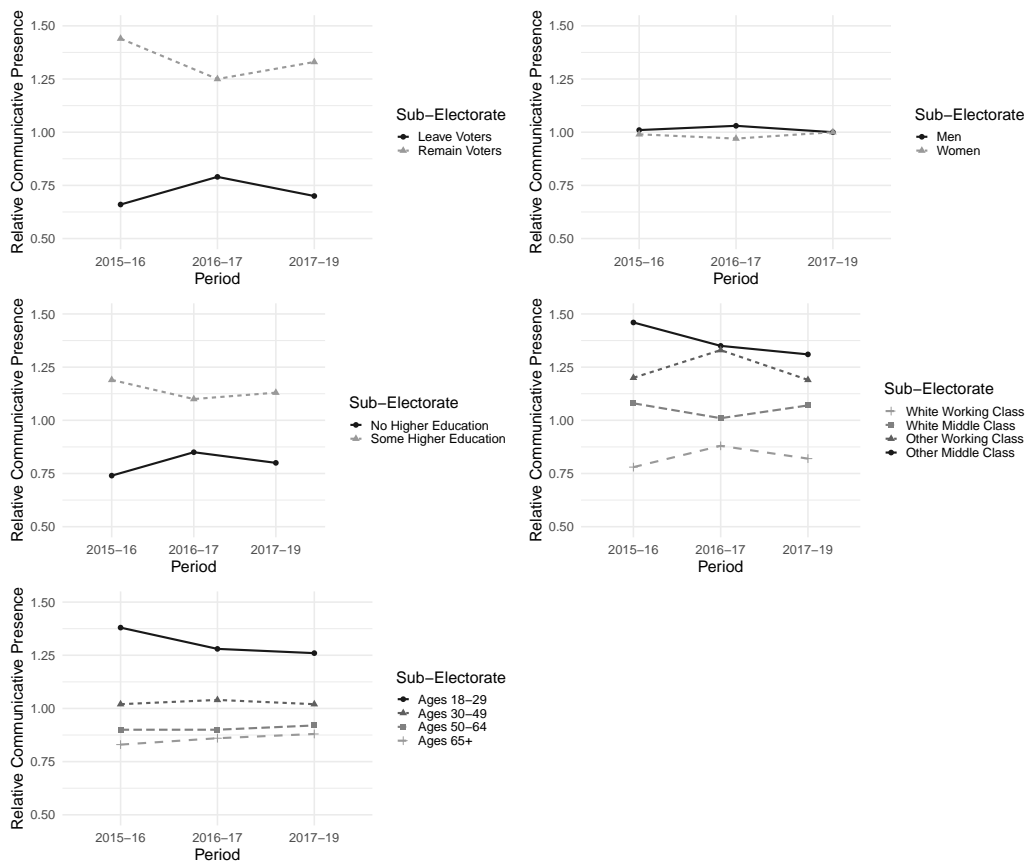 Relative Communicative Presence
1.50
1.25
1.00
0.75
0.50
2015−16
2016−17
2017−19
Period
Sub−Electorate
Leave Voters
Remain Voters
Relative Communicative Presence
1.50
1.25
1.00
0.75
0.50
2015−16
2016−17
2017−19
Period
Sub−Electorate
Men
Women
Relative Communicative Presence
1.50
1.25
1.00
0.75
0.50
2015−16
2016−17
2017−19
Period
Sub−Electorate
No Higher Education
Some Higher Education
Relative Communicative Presence
1.50
1.25
1.00
0.75
0.50
2015−16
2016−17
2017−19
Period
Sub−Electorate
White Working Class
White Middle Class
Other Working Class
Other Middle Class
Relative Communicative Presence
1.50
1.25
1.00
0.75
0.50
2015−16
2016−17
2017−19
Period
Sub−Electorate
Ages 18−29
Ages 30−49
Ages 50−64
Ages 65+